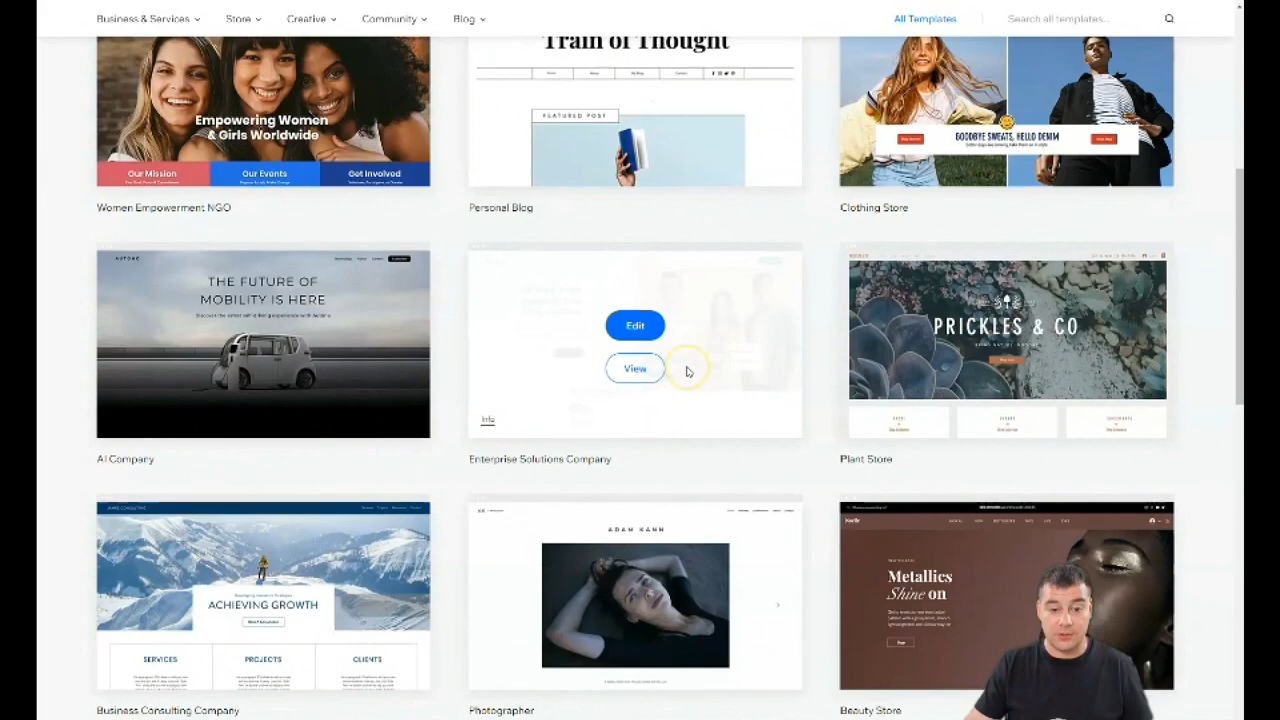 Business & Services
Store
Creative
Community
Blog
All Templates
Search all templates...
Empowering Women
& Girls Worldwide
Our Mission
Our Events
Get Involved
Train of Thought
FEATURED POST
GOODBYE SWEATS, HELLO DENIM
Women Empowerment NGO
Personal Blog
Clothing Store
THE FUTURE OF
MOBILITY IS HERE
Edit
View
Info
PRICKLES & CO
AI Company
Enterprise Solutions Company
Plant Store
ACHIEVING GROWTH
SERVICES
PROJECTS
CLIENTS
ADAM KANN
Metallics
Shine on
Business Consulting Company
Photographer
Beauty Store